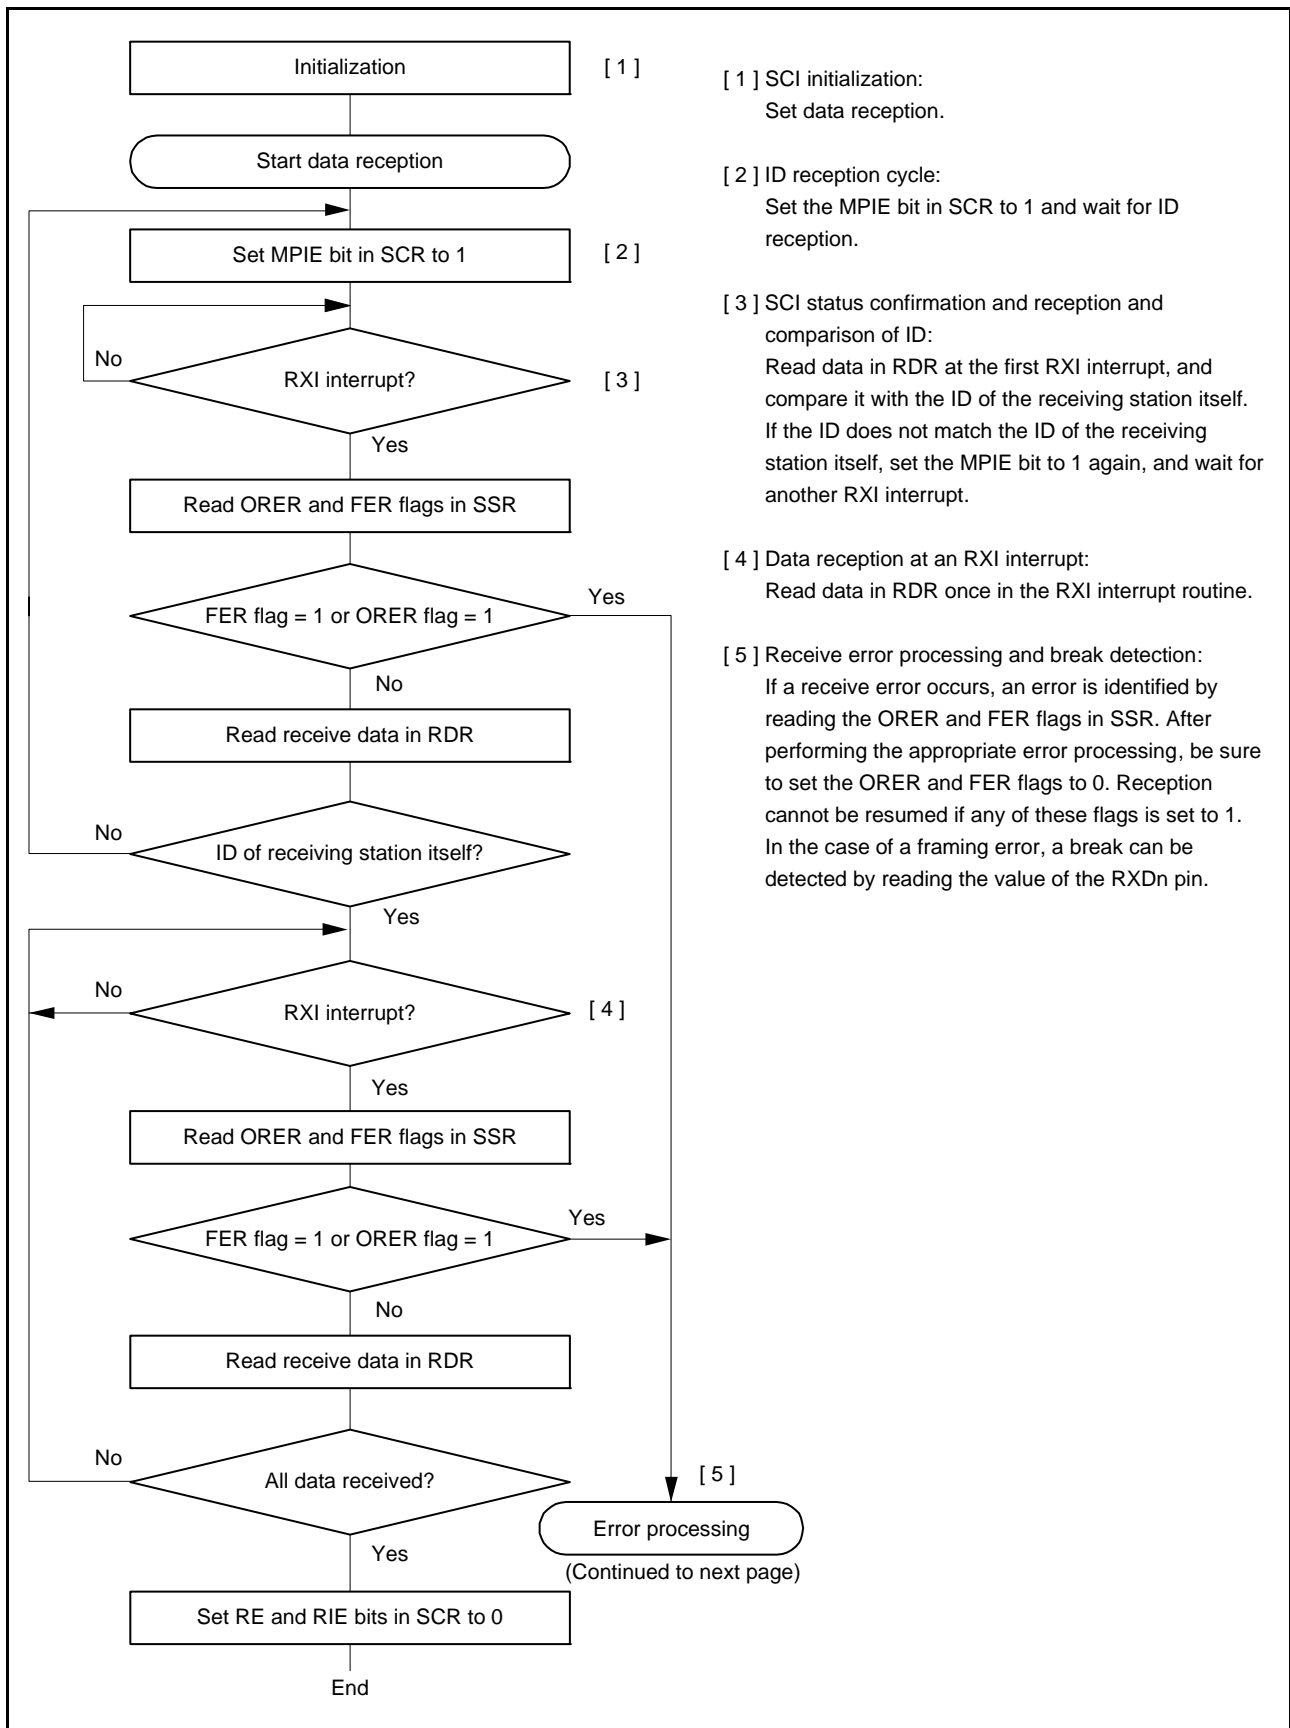 Initialization
[ 1 ]
Start data reception
Set MPIE bit in SCR to 1
[ 2 ]
No
RXI interrupt?
[ 3 ]
Yes
Read ORER and FER flags in SSR
FER flag = 1 or ORER flag = 1
Yes
No
Read receive data in RDR
No
ID of receiving station itself?
Yes
No
RXI interrupt?
[ 4 ]
Yes
Read ORER and FER flags in SSR
FER flag = 1 or ORER flag = 1
Yes
No
Read receive data in RDR
No
All data received?
Yes
[ 5 ]
Error processing
(Continued to next page)
Set RE and RIE bits in SCR to 0
End
[ 1 ] SCI initialization:
Set data reception.
[ 2 ] ID reception cycle:
Set the MPIE bit in SCR to 1 and wait for ID
reception.
[ 3 ] SCI status confirmation and reception and
comparison of ID:
Read data in RDR at the first RXI interrupt, and
compare it with the ID of the receiving station itself.
If the ID does not match the ID of the receiving
station itself, set the MPIE bit to 1 again, and wait for
another RXI interrupt.
[ 4 ] Data reception at an RXI interrupt:
Read data in RDR once in the RXI interrupt routine.
[ 5 ] Receive error processing and break detection:
If a receive error occurs, an error is identified by
reading the ORER and FER flags in SSR. After
performing the appropriate error processing, be sure
to set the ORER and FER flags to 0. Reception
cannot be resumed if any of these flags is set to 1.
In the case of a framing error, a break can be
detected by reading the value of the RXDn pin.